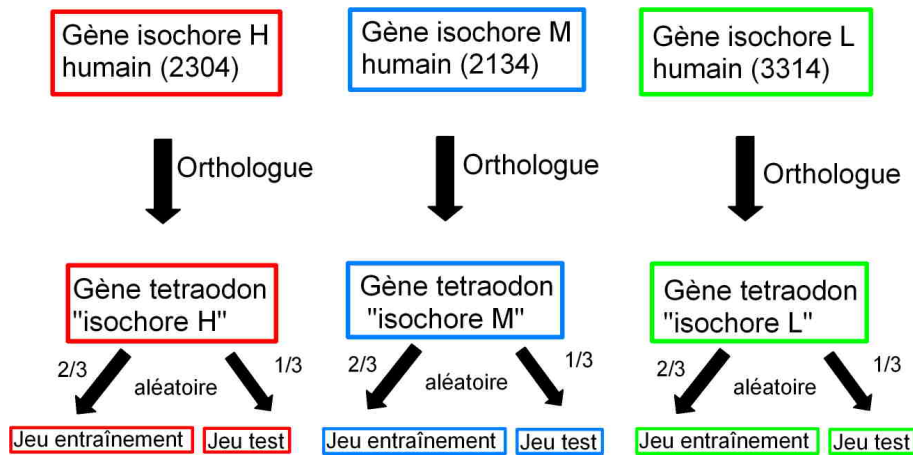 Gène isochore H
humain (2304)
Gène isochore M
humain (2134)
Gène isochore L
humain (3314)
Orthologue
Orthologue
Orthologue
Gène tetraodon
"isochore H"
Gène tetraodon
"isochore M"
Gène tetraodon
"isochore L"
2/3
aléatoire
1/3
2/3
aléatoire
1/3
2/3
aléatoire
1/3
Jeu entraînement
Jeu test
Jeu entraînement
Jeu test
Jeu entraînement
Jeu test